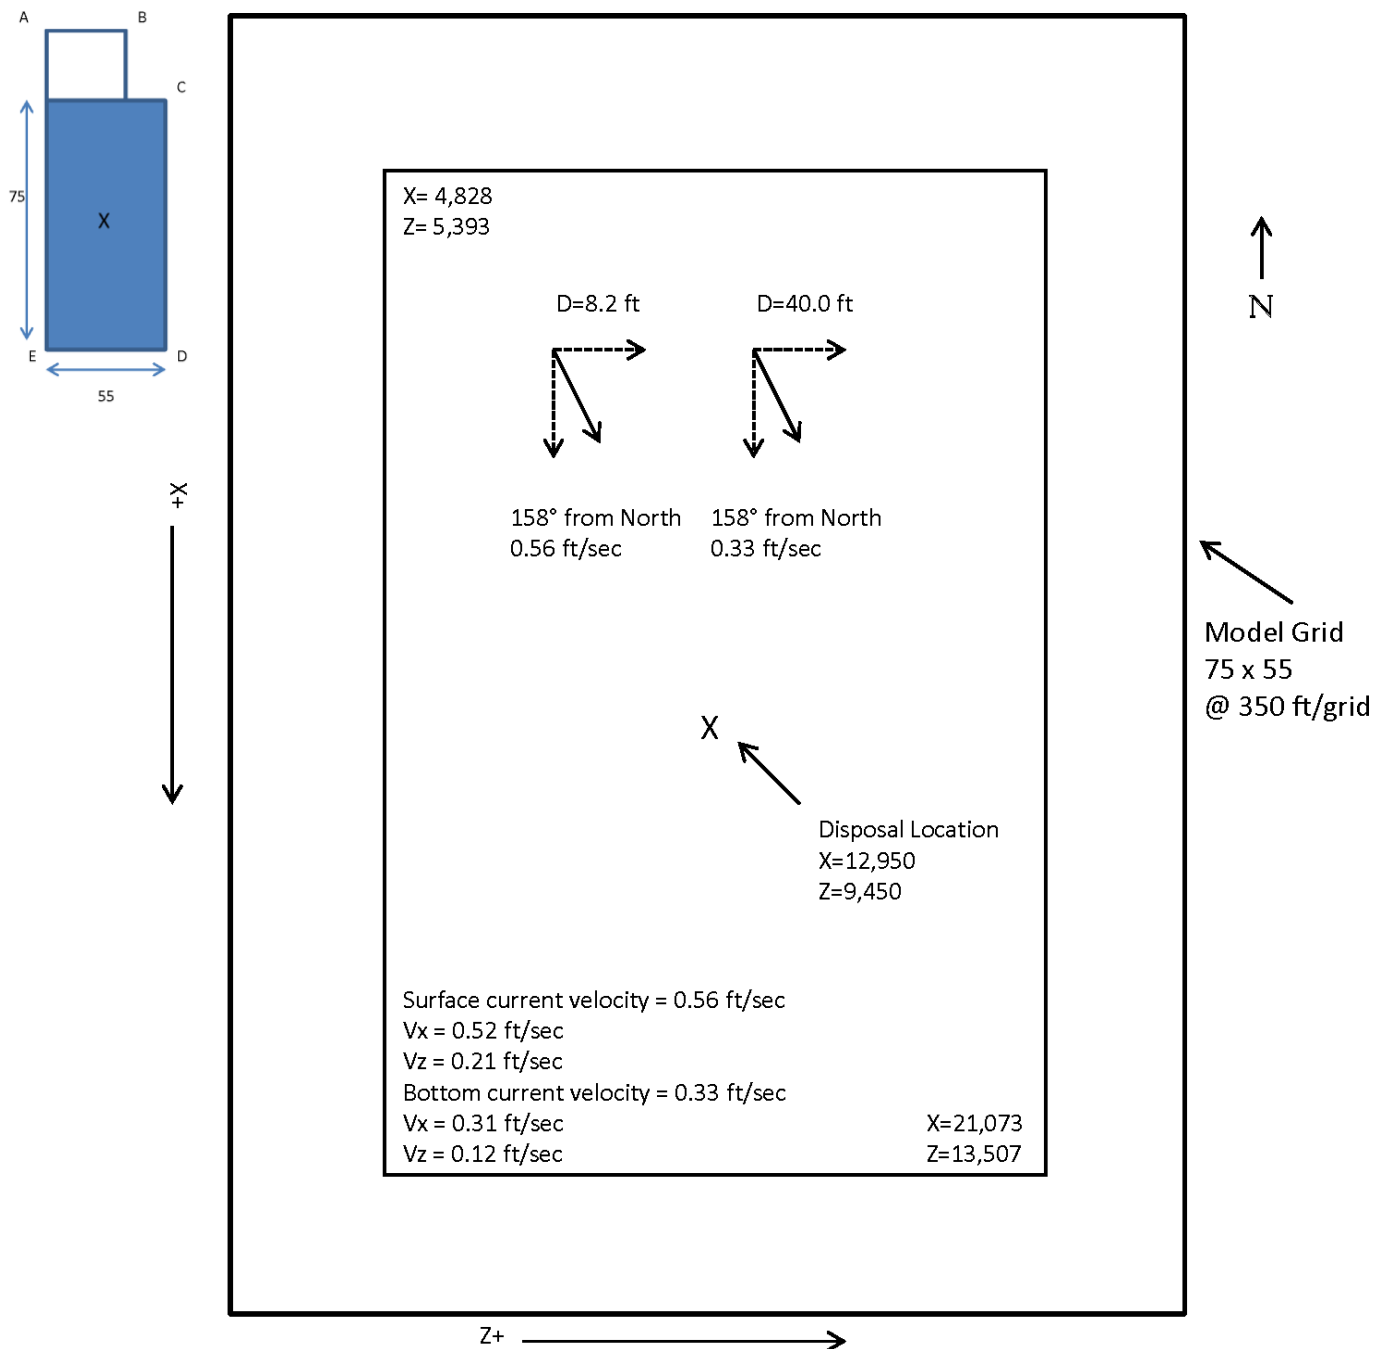 A
B
C
75
X
E
D
55
X= 4,828
Z= 5,393
D=8.2 ft
D=40.0 ft
N
158° from North
0.56 ft/sec
158° from North
0.33 ft/sec
+X
Model Grid
75 x 55
@ 350 ft/grid
X
Disposal Location
X=12,950
Z=9,450
Surface current velocity = 0.56 ft/sec
Vx = 0.52 ft/sec
Vz = 0.21 ft/sec
Bottom current velocity = 0.33 ft/sec
Vx = 0.31 ft/sec
Vz = 0.12 ft/sec
X=21,073
Z=13,507
Z+